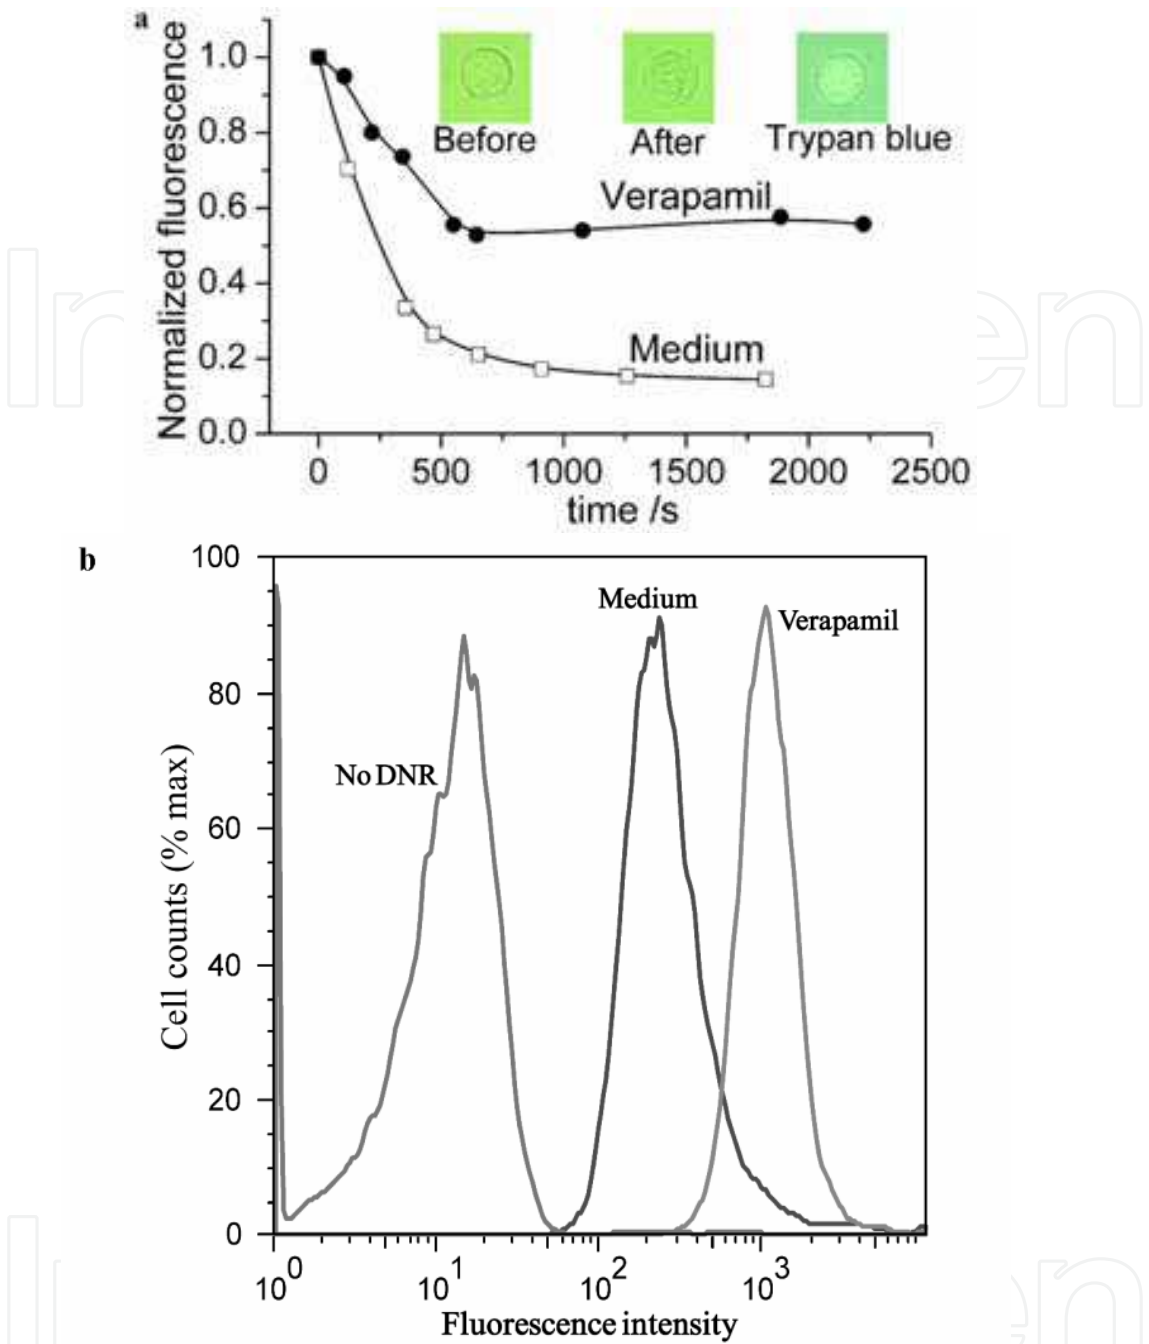 a
Normalized fluorescence
1.0
0.8
0.6
0.4
0.2
0.0
Before
After
Trypan blue
Verapamil
Medium
0 500 1000 1500 2000 2500
time /s
b
Cell counts (% max)
100
80
60
40
20
0
Medium
Verapamil
No DNR
10^0 10^1 10^2 10^3
Fluorescence intensity